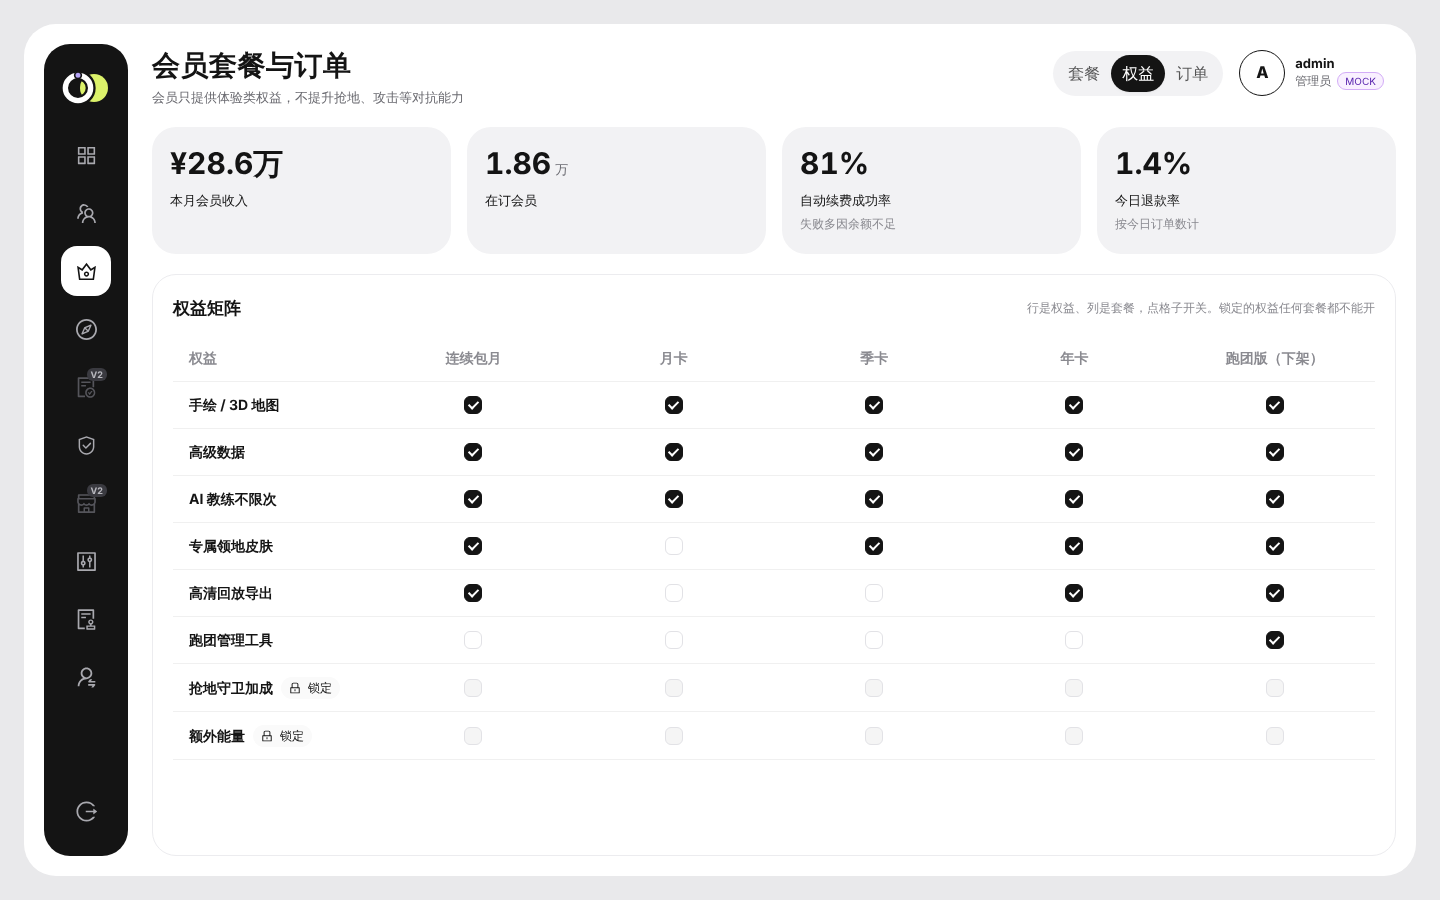 会员套餐与订单
会员只提供体验类权益，不提升抢地、攻击等对抗能力
套餐 权益 订单
A
admin
管理员 MOCK
V2
V2
¥28.6万
本月会员收入
1.86 万
在订会员
81%
自动续费成功率
失败多因余额不足
1.4%
今日退款率
按今日订单数计
权益矩阵
行是权益、列是套餐，点格子开关。锁定的权益任何套餐都不能开
权益 连续包月 月卡 季卡 年卡 跑团版（下架）
手绘 / 3D 地图
高级数据
AI 教练不限次
专属领地皮肤
高清回放导出
跑团管理工具
抢地守卫加成 锁定
额外能量 锁定